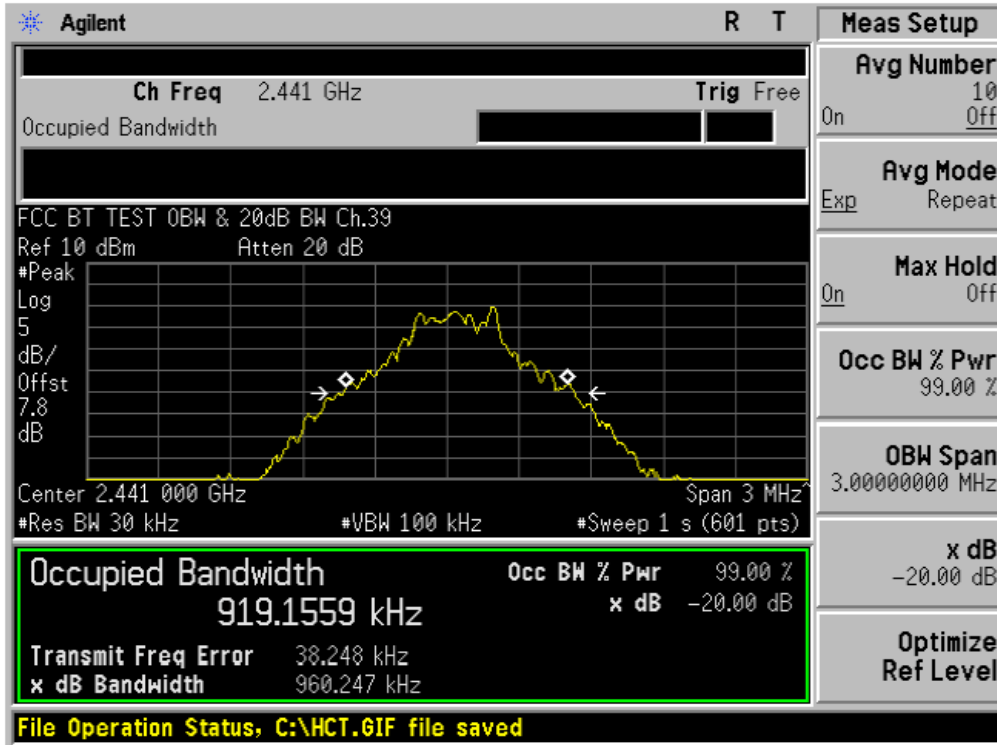 Agilent R T
Meas Setup
Ch Freq 2.441 GHz Trig Free
Occupied Bandwidth
FCC BT TEST OBW & 20dB BW Ch.39
Ref 10 dBm Atten 20 dB
#Peak
Log
5
dB/
Offst
7.8
dB
Center 2.441 000 GHz Span 3 MHz^
#Res BW 30 kHz #VBW 100 kHz #Sweep 1 s (601 pts)
Occupied Bandwidth
919.1559 kHz
Occ BW % Pwr 99.00 %
x dB -20.00 dB
Transmit Freq Error 38.248 kHz
x dB Bandwidth 960.247 kHz
File Operation Status, C:\HCT.GIF file saved
Avg Number
10
On Off
Avg Mode
Exp Repeat
Max Hold
On Off
Occ BW % Pwr
99.00 %
OBW Span
3.00000000 MHz
x dB
-20.00 dB
Optimize
Ref Level